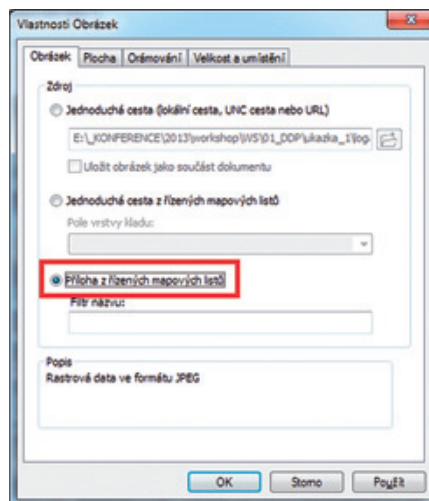 Vlastnosti Obrázek
Obrázek Plocha Orámování Velikost a umístění
Zdroj
Jednoduchá cesta (lokální cesta, UNC cesta nebo URL)
E:\_KONFERENCE\2013\workshop\WS\01_DDP\ukazka_1\log
Uložit obrázek jako součást dokumentu
Jednoduchá cesta z řízených mapových listů
Pole vrstvy kladu:
Příloha z řízených mapových listů
Filtr názvu:
Popis
Rastrová data ve formátu JPEG
OK Storno Použít